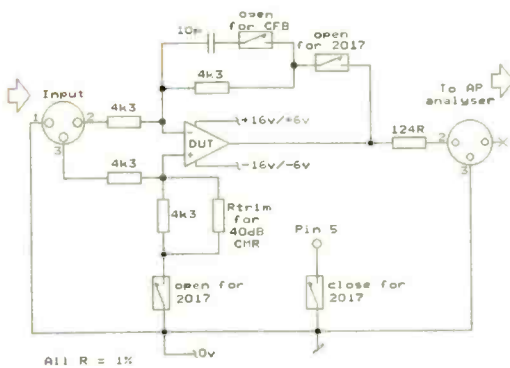 open
for CFB
10p
open
for 2017
4k3
Input
To AP
analyser
1
2
3
4k3
+16v/+6v
DUT
-
+
124R
2
3
4k3
-16v/-6v
4k3
Rtrim
for
40dB
CMR
Pin 5
open for
2017
close for
2017
0v
All R = 1%